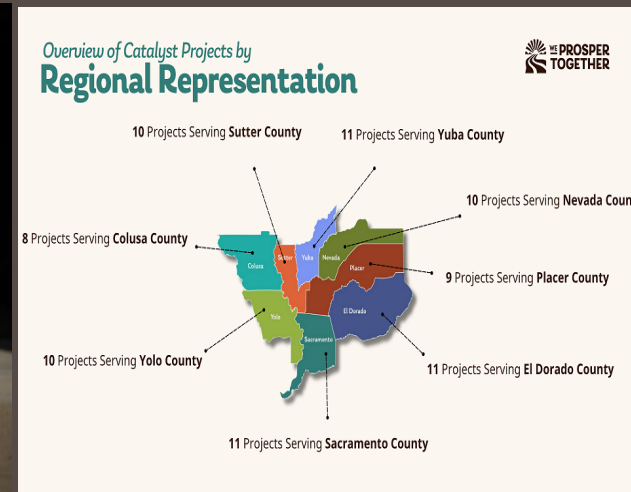 Overview of Catalyst Projects by
Regional Representation
WE PROSPER
TOGETHER
10 Projects Serving Sutter County
11 Projects Serving Yuba County
10 Projects Serving Nevada Coun
8 Projects Serving Colusa County
9 Projects Serving Placer County
10 Projects Serving Yolo County
11 Projects Serving El Dorado County
11 Projects Serving Sacramento County
Colusa
Sutter
Yuba
Nevada
Placer
Yolo
El Dorado
Sacramento